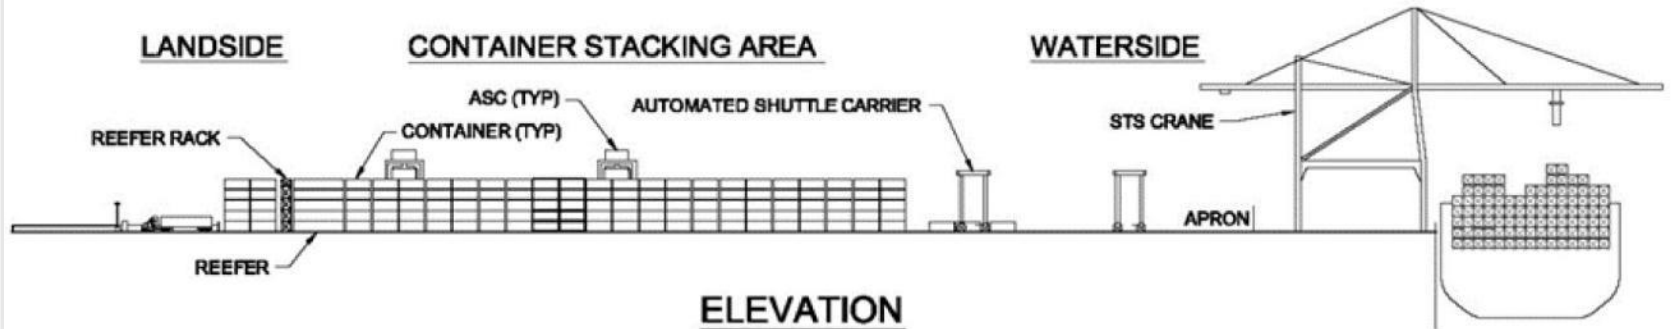 LANDSIDE
CONTAINER STACKING AREA
WATERSIDE
ASC (TYP)
AUTOMATED SHUTTLE CARRIER
STS CRANE
REEFER RACK
CONTAINER (TYP)
APRON
REEFER
ELEVATION